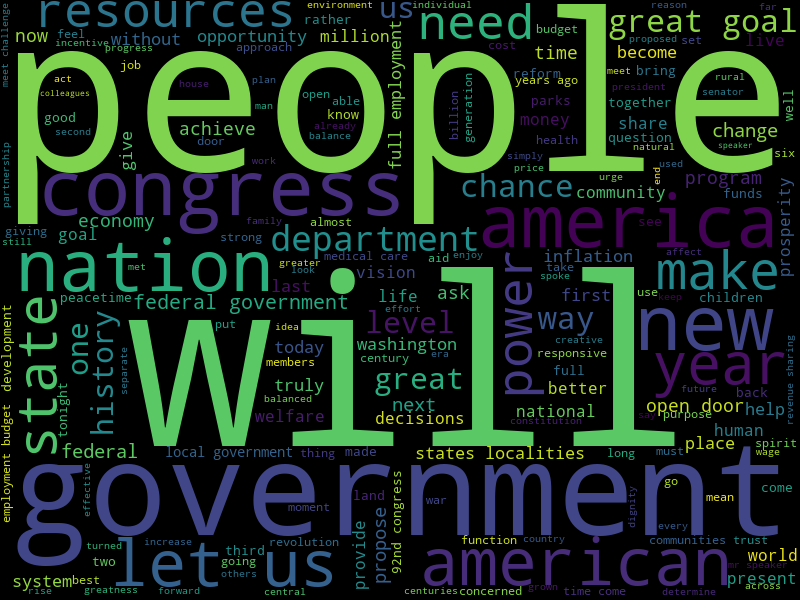 meet challenge
resources
feel
now
without
incentive
progress
job
environment
individual
us
rather
opportunity
million
approach
need
budget
cost
great goal
reason
far
proposed
set
live
time
become
people
act
colleagues
good
second
give
house
plan
man
achieve
open
able
know
already
balance
door
work
full employment
years ago
reform
parks
money
billion
generation
health
simply
price
meet
bring
together
share
question
natural
rural
president
senator
change
speaker
well
six
partnership
congress
family
almost
chance
urge
community
end
used
program
funds
prosperity
giving
still
economy
goal
strong
department
america
see
nation
met
greater
look
medical care
vision
last
aid
enjoy
spoke
inflation
take
make
affect
peacetime
federal government
life
effort
ask
power
first
use
children
keep
new
employment budget
development
state
one
history
separate
put
idea
today
members
truly
balanced
welfare
will
level
washington
century
era
great
next
decisions
way
creative
responsive
full
better
national
constitution
year
future
back
say
purpose
revenue sharing
tonight
open door
help
human
federal
local government
thing
made
states localities
long
must
place
spirit
wage
government
effective
moment
land
war
dignity
go
mean
come
every
turned
two
increase
let us
third
going
others
revolution
central
provide
propose
92nd congress
american
function
country
communities
trust
world
mr speaker
present
across
system
best
rise
greatness
forward
centuries
concerned
grown
time come
determine